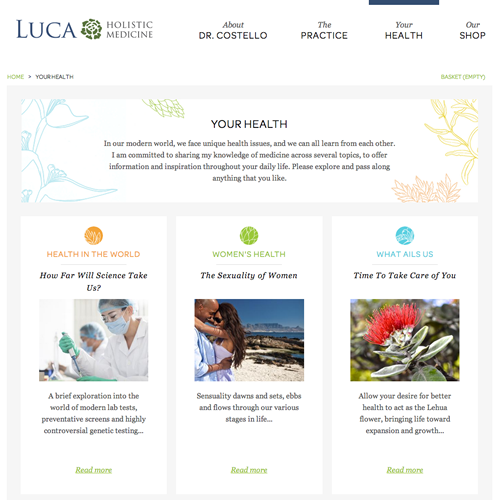 LUCA HOLISTIC MEDICINE
About DR. COSTELLO
The PRACTICE
Your HEALTH
Our SHOP
HOME > YOUR HEALTH
BASKET (EMPTY)
YOUR HEALTH
In our modern world, we face unique health issues, and we can all learn from each other.
I am committed to sharing my knowledge of medicine across several topics, to offer
information and inspiration throughout your daily life. Please explore and pass along
anything that you like.
HEALTH IN THE WORLD
How Far Will Science Take
Us?
A brief exploration into the
world of modern lab tests,
preventative screens and highly
controversial genetic testing...
Read more
WOMEN'S HEALTH
The Sexuality of Women
Sensuality dawns and sets, ebbs
and flows through our various
stages in life...
Read more
WHAT AILS US
Time To Take Care of You
Allow your desire for better
health to act as the Lehua
flower, bringing life toward
expansion and growth...
Read more